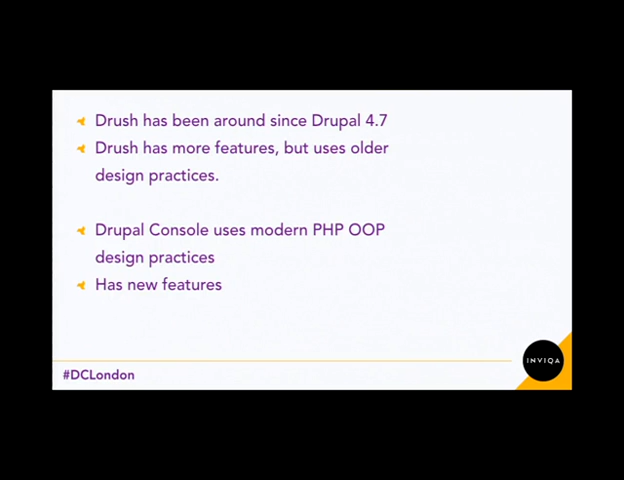 Drush has been around since Drupal 4.7
Drush has more features, but uses older
design practices.
Drupal Console uses modern PHP OOP
design practices
Has new features
INVIQA
#DCLondon